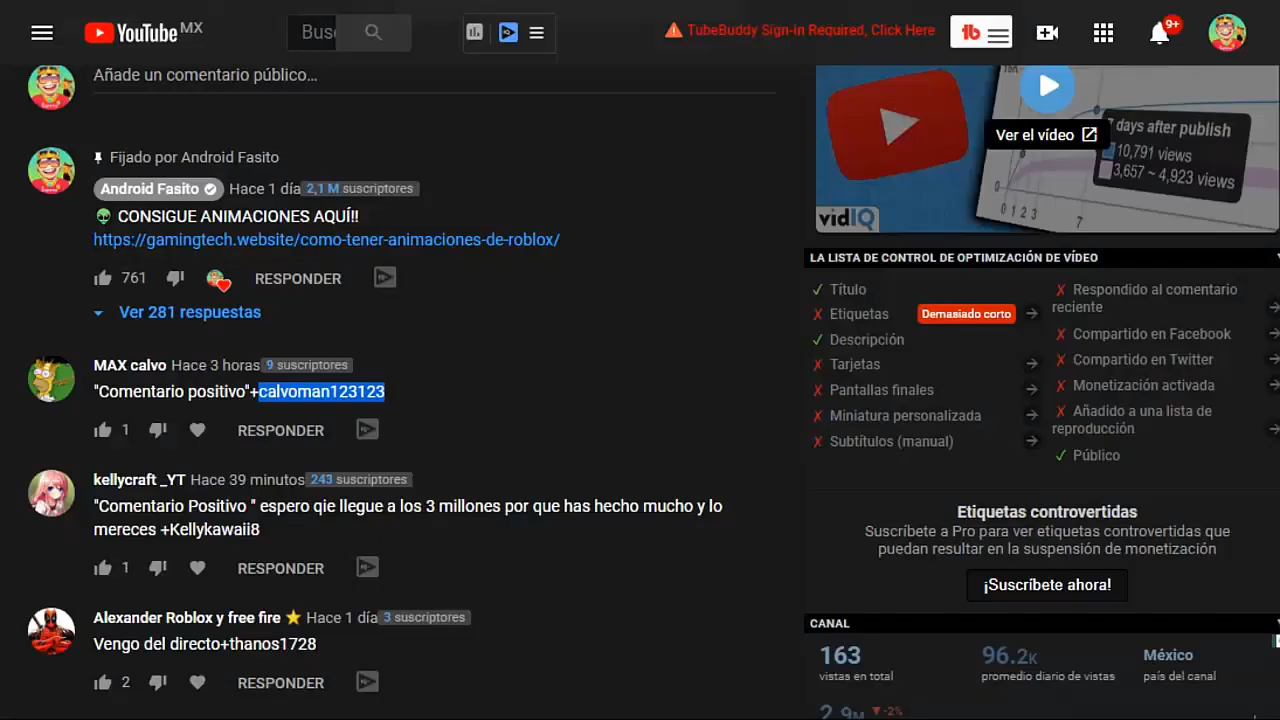 YouTube MX
Bus
TubeBuddy Sign-in Required, Click Here
tb
9+
Añade un comentario público...
Fijado por Android Fasito
Android Fasito Hace 1 día 2,1 M suscriptores
CONSIGUE ANIMACIONES AQUÍ!!
https://gamingtech.website/como-tener-animaciones-de-roblox/
761 RESPONDER
Ver 281 respuestas
MAX calvo Hace 3 horas 9 suscriptores
"Comentario positivo"+calvoman123123
1 RESPONDER
kellycraft _YT Hace 39 minutos 243 suscriptores
"Comentario Positivo " espero qie llegue a los 3 millones por que has hecho mucho y lo
mereces +Kellykawaii8
1 RESPONDER
Alexander Roblox y free fire Hace 1 día 3 suscriptores
Vengo del directo+thanos1728
2 RESPONDER
Ver el vídeo
7 days after publish
10,791 views
3,657 ~ 4,923 views
0 1 2 3 7
vidIQ
LA LISTA DE CONTROL DE OPTIMIZACIÓN DE VÍDEO
Título
Etiquetas Demasiado corto
Descripción
Tarjetas
Pantallas finales
Miniatura personalizada
Subtítulos (manual)
Respondido al comentario
reciente
Compartido en Facebook
Compartido en Twitter
Monetización activada
Añadido a una lista de
reproducción
Público
Etiquetas controvertidas
Suscríbete a Pro para ver etiquetas controvertidas que
puedan resultar en la suspensión de monetización
¡Suscríbete ahora!
CANAL
163
vistas en total
96.2K
promedio diario de vistas
México
país del canal
2.9M -2%